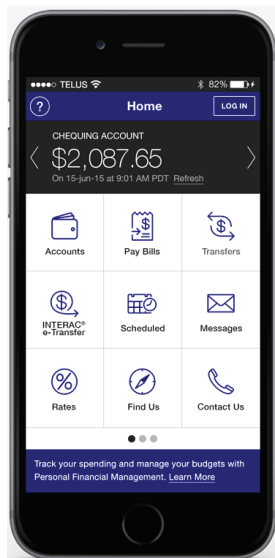 TELUS 82%
? Home LOG IN
CHEQUING ACCOUNT
$2,087.65
On 15-jun-15 at 9:01 AM PDT Refresh
Accounts Pay Bills Transfers
INTERAC®
e-Transfer Scheduled Messages
Rates Find Us Contact Us
Track your spending and manage your budgets with
Personal Financial Management. Learn More